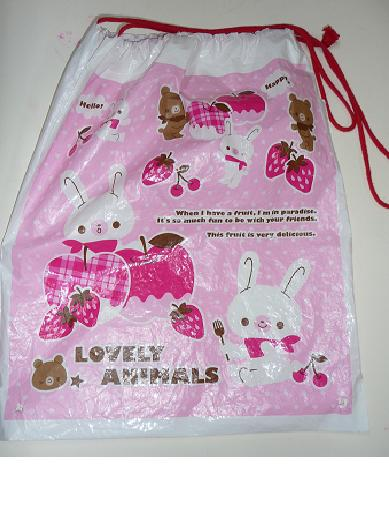 Hello!
Happy!
When I have a fruit, I'm in paradise.
It's so much fun to be with your friends.
This fruit is very delicious.
LOVELY
ANIMALS